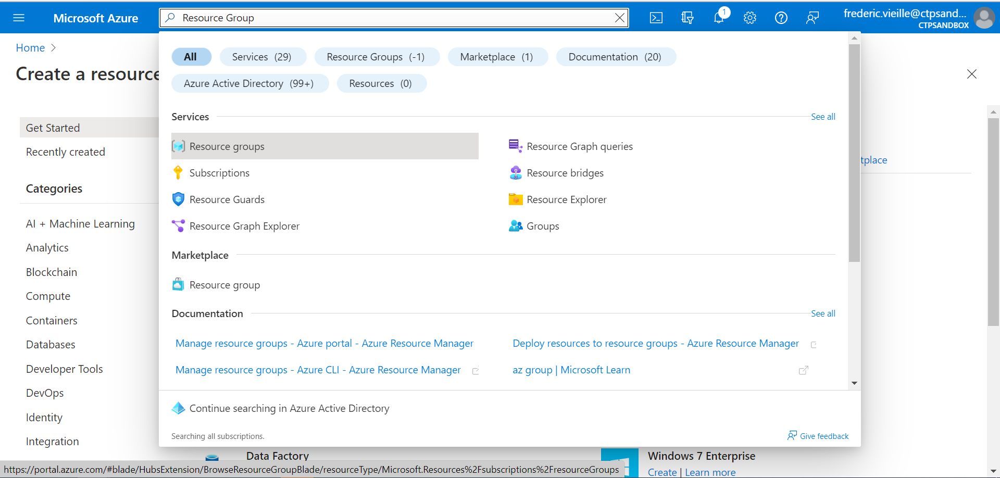 Microsoft Azure
Resource Group
1
frederic.vieille@ctpsand...
CTPSANDBOX
Home
Create a resource
All
Services (29)
Resource Groups (-1)
Marketplace (1)
Documentation (20)
Azure Active Directory (99+)
Resources (0)
Get Started
Recently created
Categories
AI + Machine Learning
Analytics
Blockchain
Compute
Containers
Databases
Developer Tools
DevOps
Identity
Integration
Services
See all
Resource groups
Resource Graph queries
Subscriptions
Resource bridges
Resource Guards
Resource Explorer
Resource Graph Explorer
Groups
Marketplace
Resource group
Documentation
See all
Manage resource groups - Azure portal - Azure Resource Manager
Deploy resources to resource groups - Azure Resource Manager
Manage resource groups - Azure CLI - Azure Resource Manager
az group | Microsoft Learn
Continue searching in Azure Active Directory
Searching all subscriptions.
Give feedback
tplace
Data Factory
Windows 7 Enterprise
Create | Learn more
https://portal.azure.com/#blade/HubsExtension/BrowseResourceGroupBlade/resourceType/Microsoft.Resources%2Fsubscriptions%2FresourceGroups